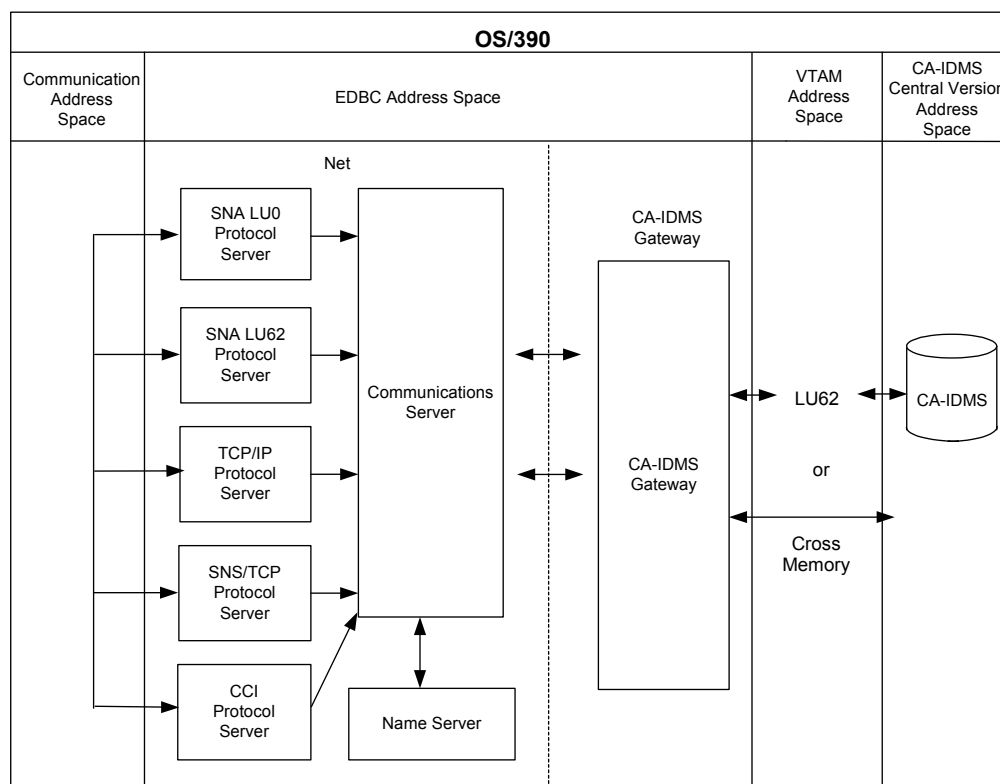 OS/390
Communication
Address
Space
EDBC Address Space
VTAM
Address
Space
CA-IDMS
Central Version
Address
Space
Net
SNA LU0
Protocol
Server
SNA LU62
Protocol
Server
TCP/IP
Protocol
Server
SNS/TCP
Protocol
Server
CCI
Protocol
Server
Communications
Server
Name Server
CA-IDMS
Gateway
CA-IDMS
Gateway
LU62
or
Cross
Memory
CA-IDMS